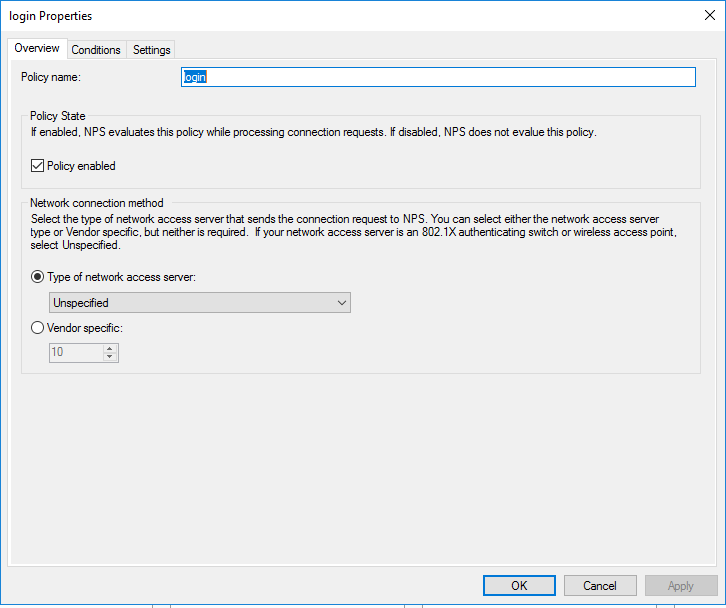 login Properties
Overview Conditions Settings
Policy name: login
Policy State
If enabled, NPS evaluates this policy while processing connection requests. If disabled, NPS does not evalue this policy.
Policy enabled
Network connection method
Select the type of network access server that sends the connection request to NPS. You can select either the network access server
type or Vendor specific, but neither is required. If your network access server is an 802.1X authenticating switch or wireless access point,
select Unspecified.
Type of network access server:
Unspecified
Vendor specific:
10
OK Cancel Apply